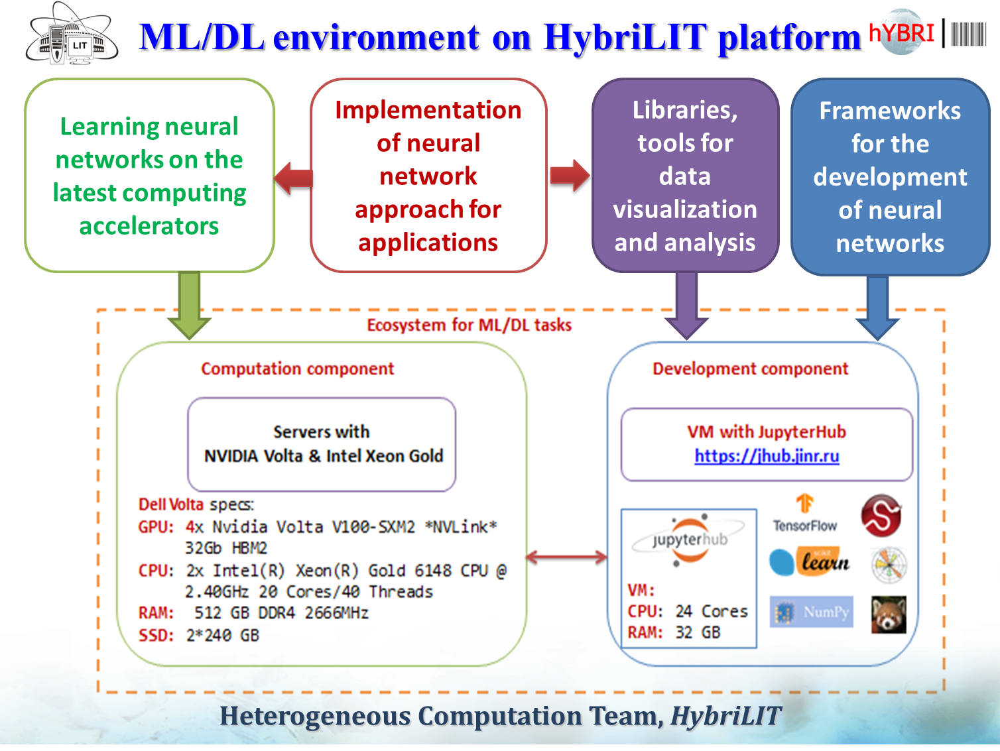 LIT
ML/DL environment on HybriLIT platform
hYBRI
Learning neural
networks on the
latest computing
accelerators
Implementation
of neural
network
approach for
applications
Libraries,
tools for
data
visualization
and analysis
Frameworks
for the
development
of neural
networks
Ecosystem for ML/DL tasks
Computation component
Servers with
NVIDIA Volta & Intel Xeon Gold
Dell Volta specs:
GPU: 4x Nvidia Volta V100-SXM2 *NVLink*
32Gb HBM2
CPU: 2x Intel(R) Xeon(R) Gold 6148 CPU @
2.40GHz 20 Cores/40 Threads
RAM: 512 GB DDR4 2666MHz
SSD: 2*240 GB
Development component
VM with JupyterHub
https://jhub.jinr.ru
jupyterhub
VM:
CPU: 24 Cores
RAM: 32 GB
TensorFlow
scikit
learn
NumPy
Heterogeneous Computation Team, HybriLIT